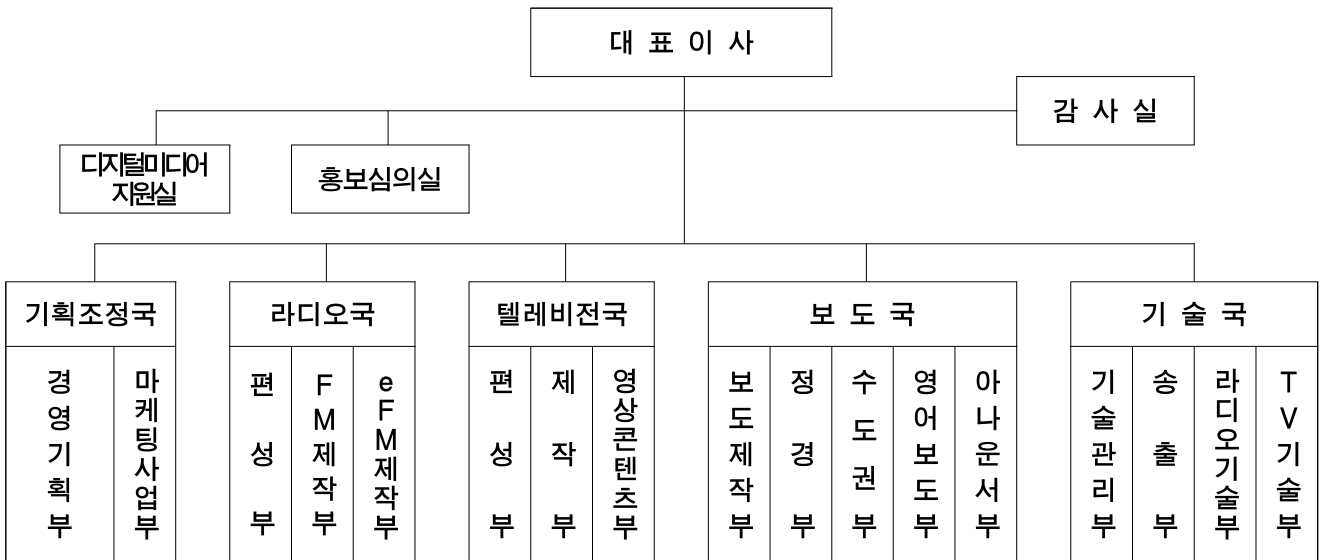 대 표 이 사
감 사 실
디지털미디어
지원실
홍보심의실
기획조정국
라디오국
텔레비전국
보 도 국
기 술 국
경영기획부
마케팅사업부
편 성 부
FM제작부
eFM제작부
편 성 부
제 작 부
영상콘텐츠부
보도제작부
정 경 부
수도권부
영어보도부
아나운서부
기술관리부
송 출 부
라디오기술부
TV기술부